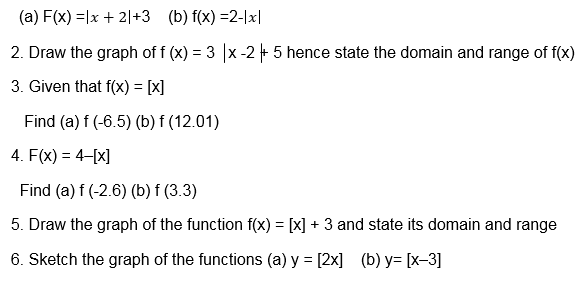 (a) F(x) =|x + 2|+3 (b) f(x) =2-|x|
2. Draw the graph of f (x) = 3 |x -2 |+ 5 hence state the domain and range of f(x)
3. Given that f(x) = [x]
Find (a) f (-6.5) (b) f (12.01)
4. F(x) = 4–[x]
Find (a) f (-2.6) (b) f (3.3)
5. Draw the graph of the function f(x) = [x] + 3 and state its domain and range
6. Sketch the graph of the functions (a) y = [2x] (b) y= [x–3]